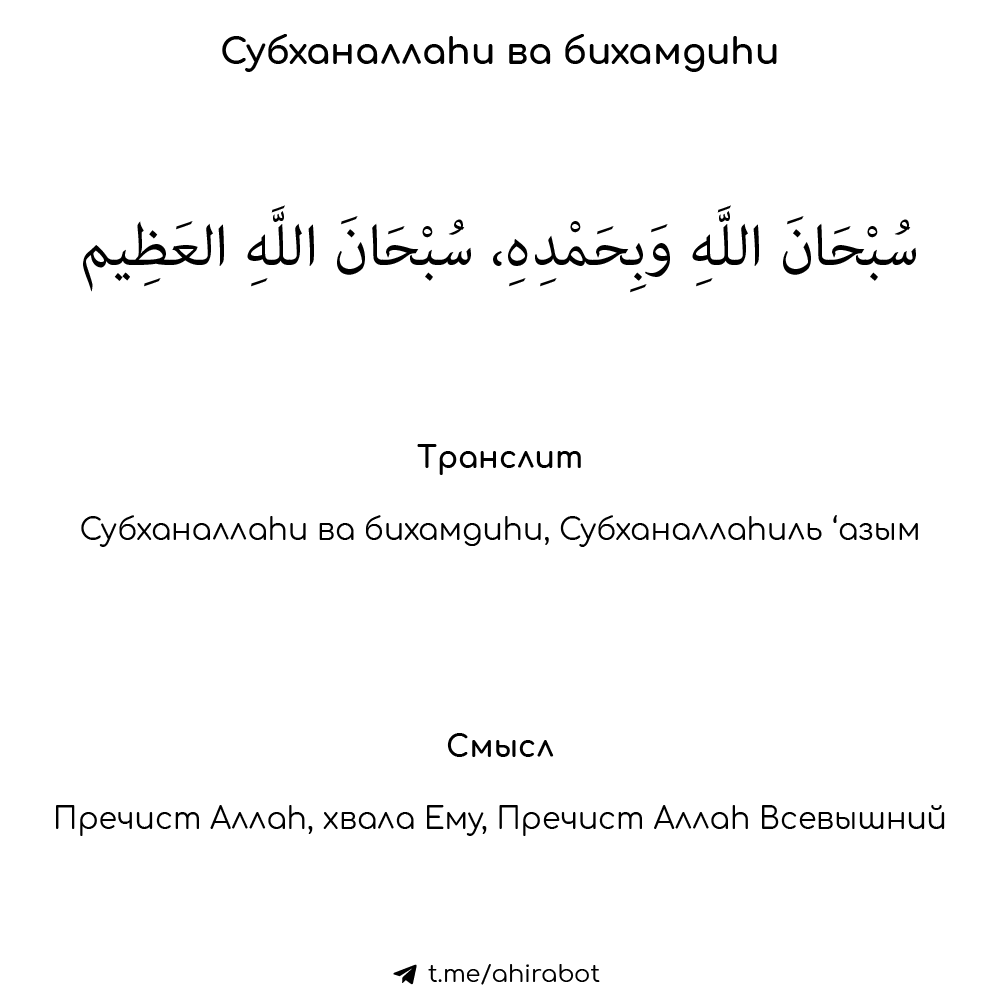 Субханаллаһи ва бихамдиһи
سُبْحَانَ اللَّهِ وَبِحَمْدِهِ، سُبْحَانَ اللَّهِ العَظِيم
Транслит
Субханаллаһи ва бихамдиһи, Субханаллаһиль ‘азым
Смысл
Пречист Аллаһ, хвала Ему, Пречист Аллаһ Всевышний
t.me/ahirabot